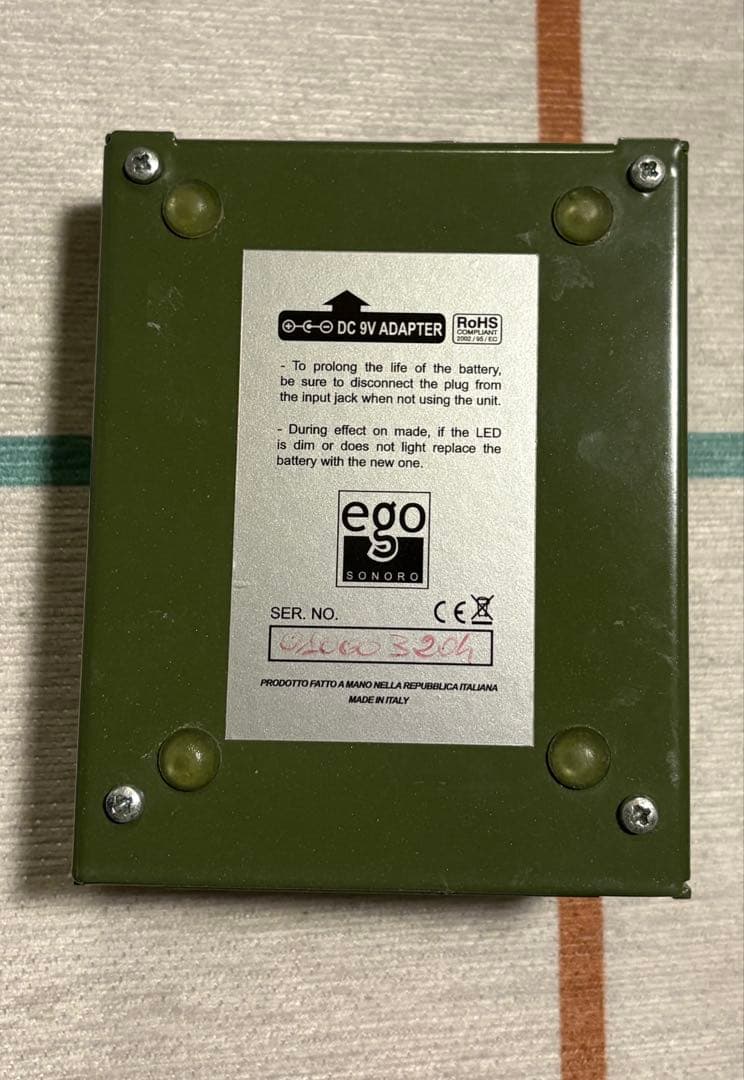 DC 9V ADAPTER
RoHS
COMPLIANT
2002/95/EC
- To prolong the life of the battery,
be sure to disconnect the plug from
the input jack when not using the unit.
- During effect on made, if the LED
is dim or does not light replace the
battery with the new one.
ego
SONORO
SER. NO.
CE
PRODOTTO FATTO A MANO NELLA REPUBBLICA ITALIANA
MADE IN ITALY